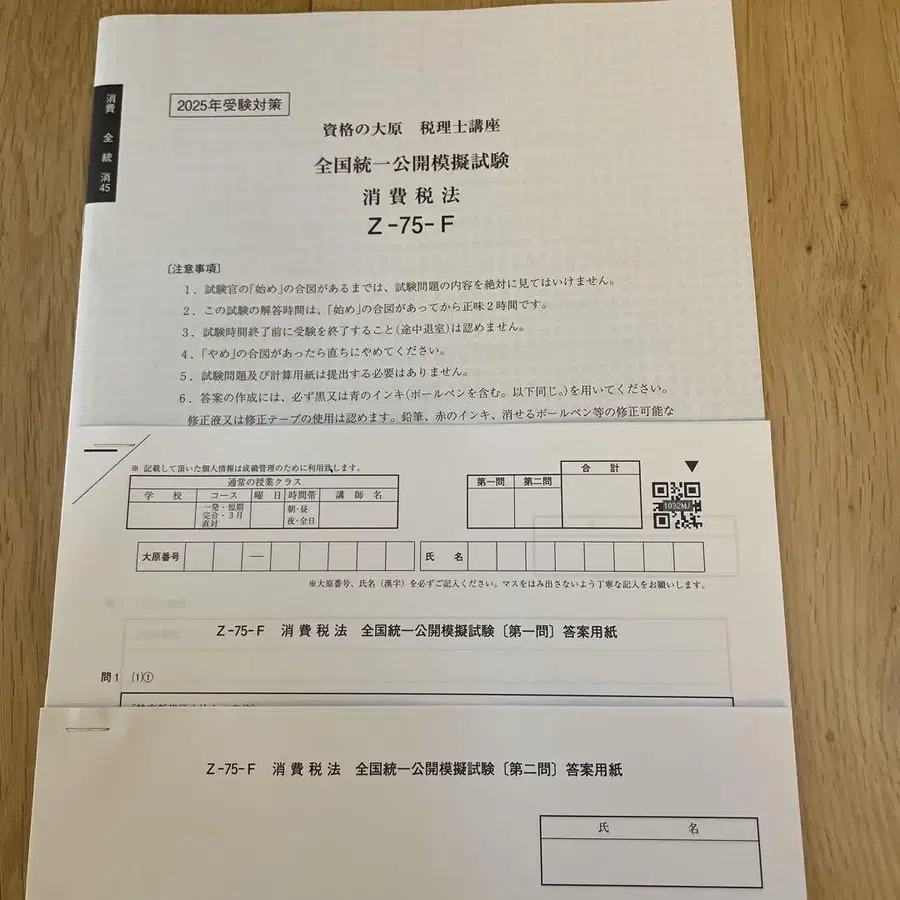 消費 全統 消45
2025年受験対策
資格の大原 税理士講座
全国統一公開模擬試験
消費税法
Z-75-F
〔注意事項〕
1．試験官の「始め」の合図があるまでは、試験問題の内容を絶対に見てはいけません。
2．この試験の解答時間は、「始め」の合図があってから正味2時間です。
3．試験時間終了前に受験を終了すること(途中退室)は認めません。
4．「やめ」の合図があったら直ちにやめてください。
5．試験問題及び計算用紙は提出する必要はありません。
6．答案の作成には、必ず黒又は青のインキ(ボールペンを含む。以下同じ。)を用いてください。
修正液又は修正テープの使用は認めます。鉛筆、赤のインキ、消せるボールペン等の修正可能な
※ 記載して頂いた個人情報は成績管理のために利用致します。
通常の授業クラス
学校 コース 曜日 時間帯 講師名
一発・短期
完合・3月
直対
朝・昼
夜・全日
第一問 第二問 合計
▼
1032MJ
大原番号 — 氏名
※大原番号、氏名（漢字）を必ずご記入ください。マスをはみ出さないよう丁寧な記入をお願いします。
Z-75-F 消費税法 全国統一公開模擬試験〔第一問〕答案用紙
問1 (1)①
Z-75-F 消費税法 全国統一公開模擬試験〔第二問〕答案用紙
氏名